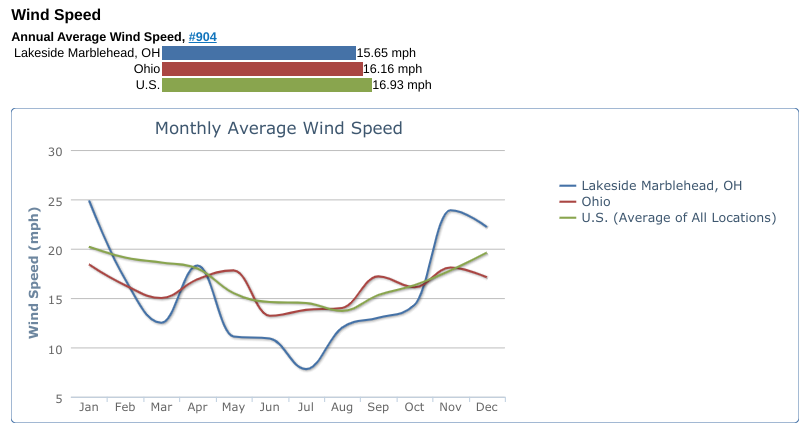 Wind Speed
Annual Average Wind Speed, #904
Lakeside Marblehead, OH 15.65 mph
Ohio 16.16 mph
U.S. 16.93 mph
Monthly Average Wind Speed
Wind Speed (mph)
30
25
20
15
10
5
Jan Feb Mar Apr May Jun Jul Aug Sep Oct Nov Dec
Lakeside Marblehead, OH
Ohio
U.S. (Average of All Locations)